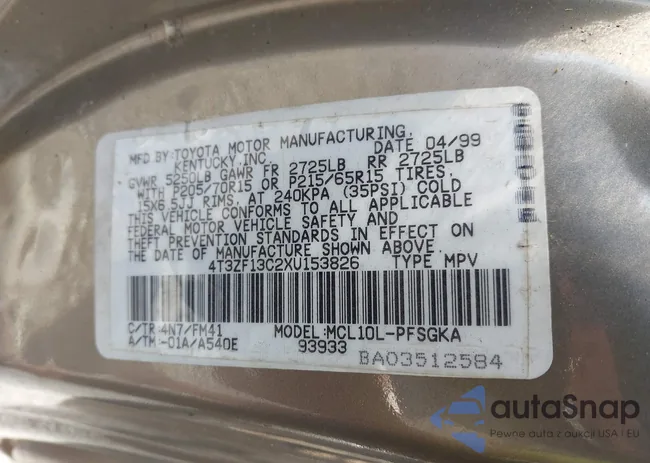 MFD.BY:TOYOTA MOTOR MANUFACTURING,
KENTUCKY,INC. DATE 04/99
GVWR 5250LB GAWR FR 2725LB RR 2725LB
WITH P205/70R15 OR P215/65R15 TIRES,
15X6.5JJ RIMS, AT 240KPA (35PSI) COLD
THIS VEHICLE CONFORMS TO ALL APPLICABLE
FEDERAL MOTOR VEHICLE SAFETY AND
THEFT PREVENTION STANDARDS IN EFFECT ON
THE DATE OF MANUFACTURE SHOWN ABOVE.
4T3ZF13C2XU153826 TYPE MPV
C/TR:4N7/FM41 MODEL:MCL10L-PFSGKA
A/TM:-01A/A540E 93933
BA03512584
autaSnap
Pewne auta z aukcji USA i EU